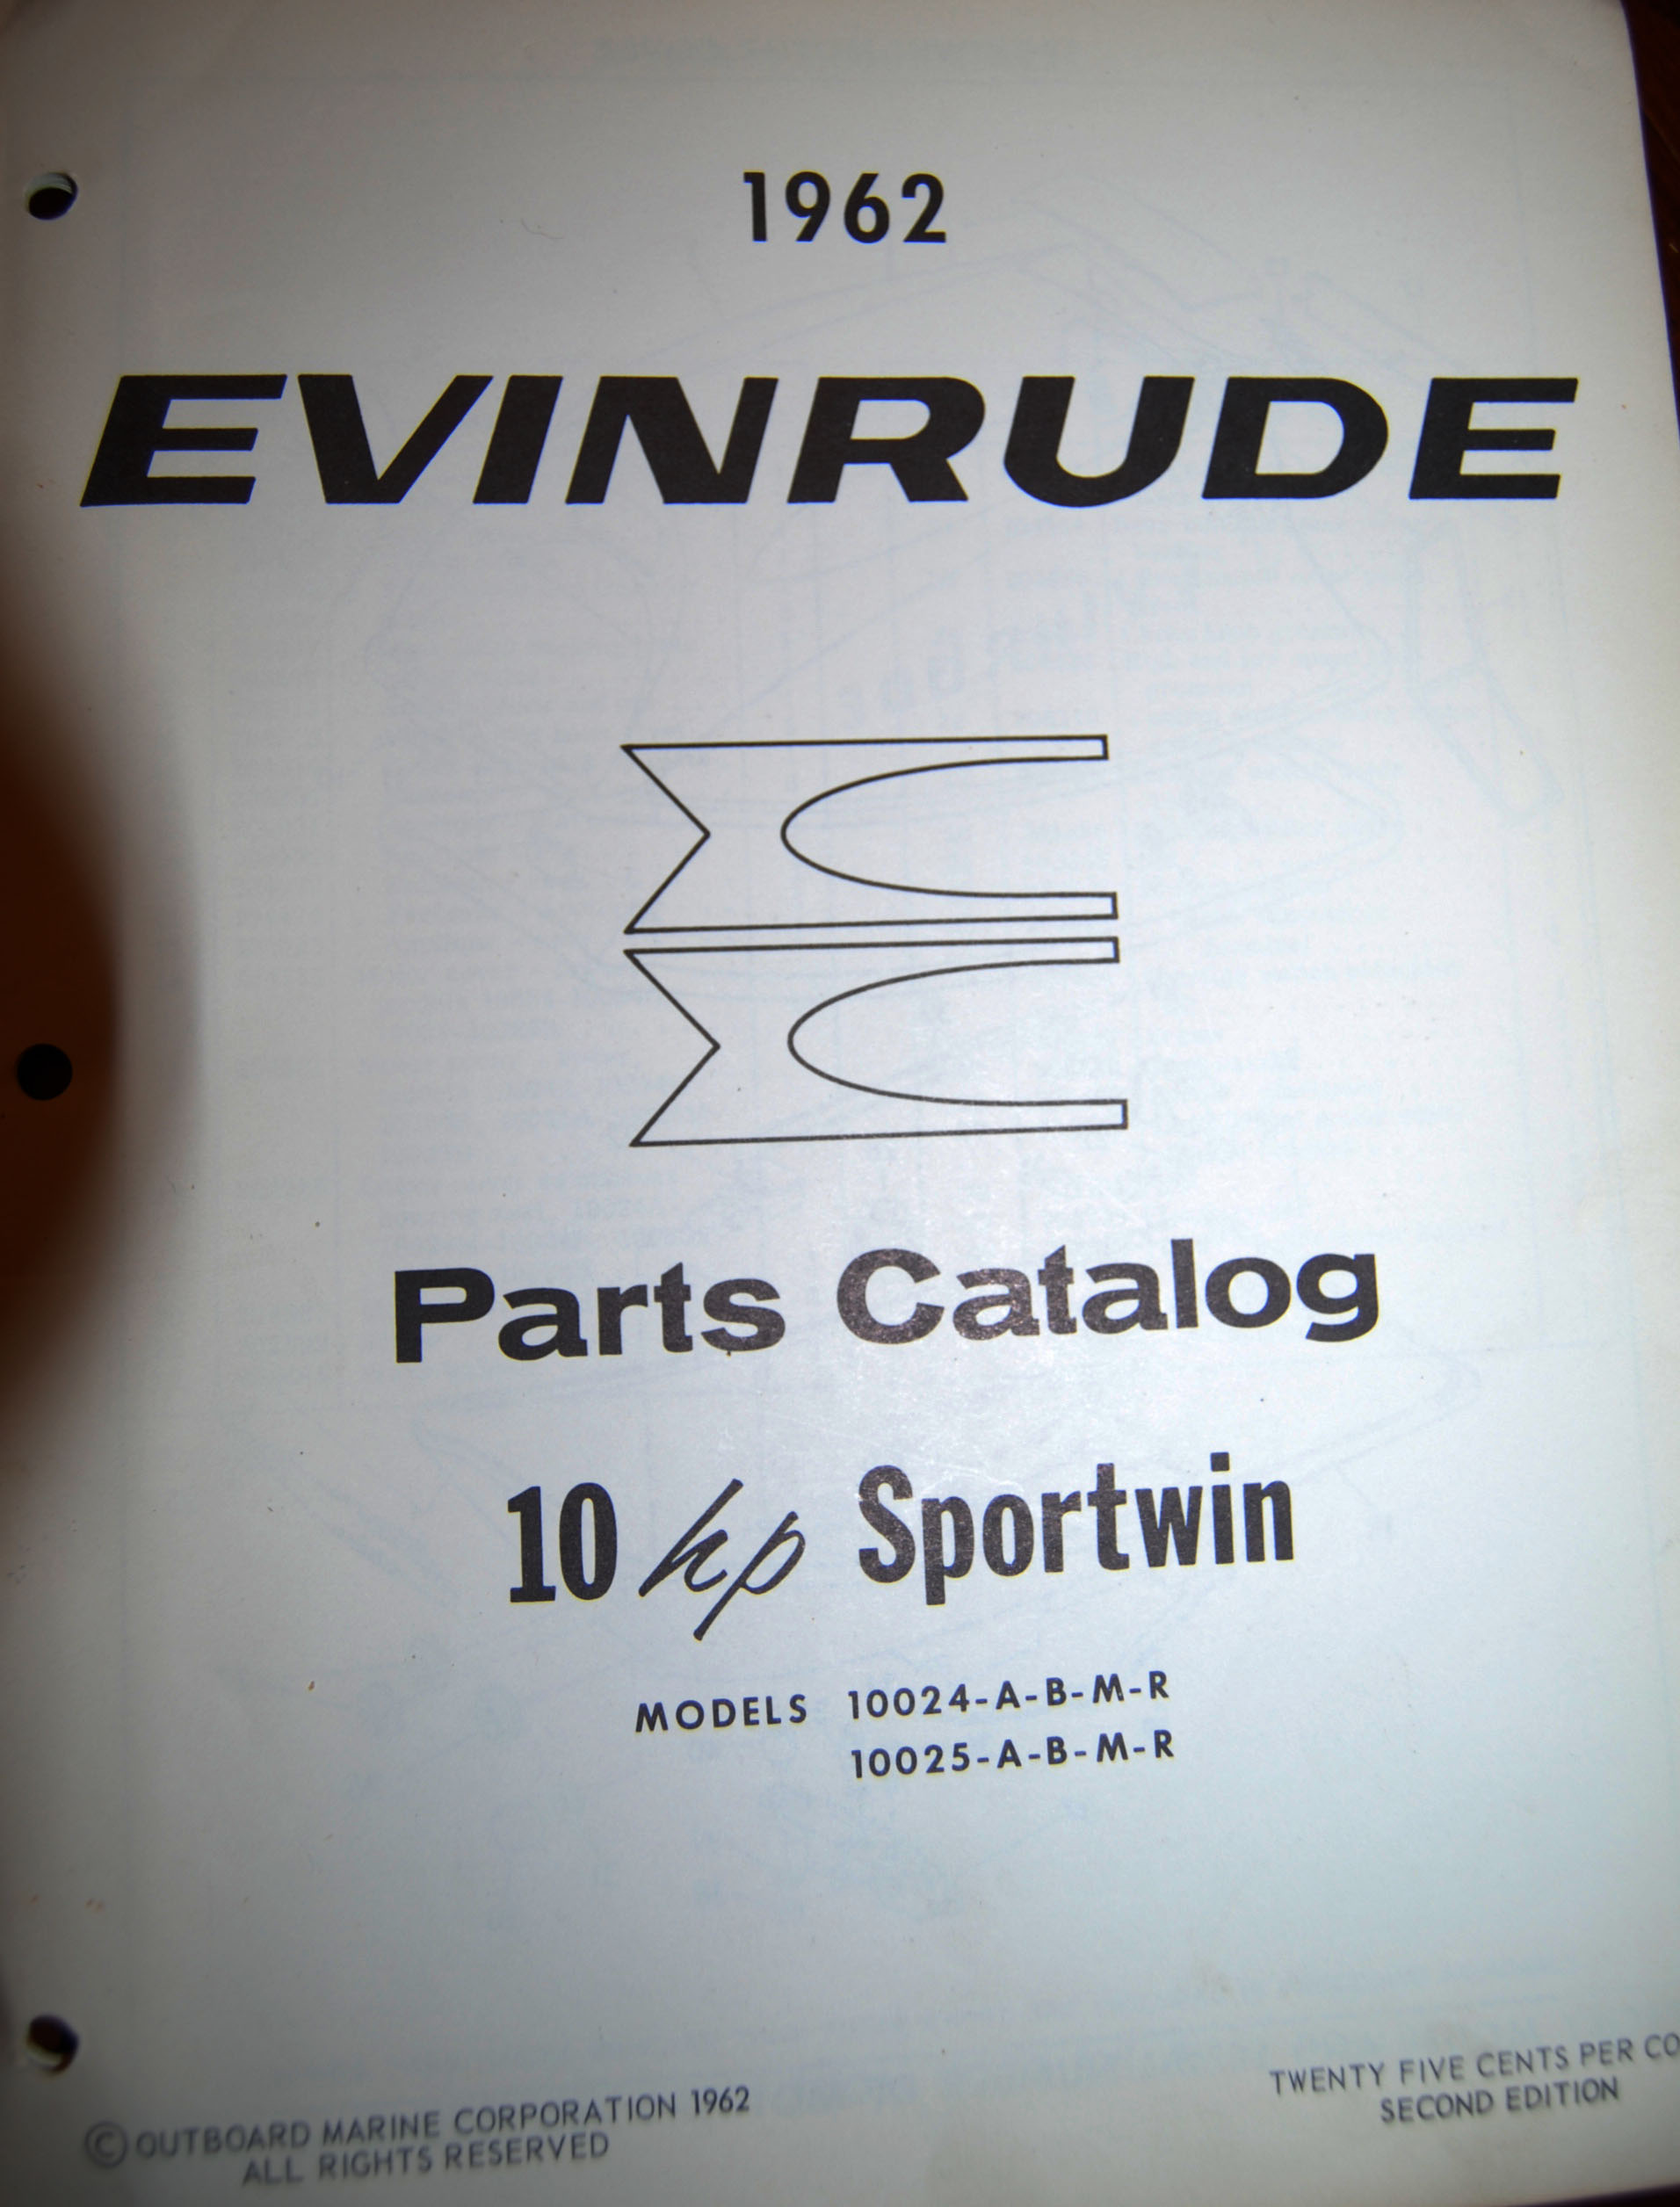 1962
EVINRUDE
Parts Catalog
10 hp Sportwin
MODELS 10024-A-B-M-R
10025-A-B-M-R
© OUTBOARD MARINE CORPORATION 1962
ALL RIGHTS RESERVED
TWENTY FIVE CENTS PER CO
SECOND EDITION